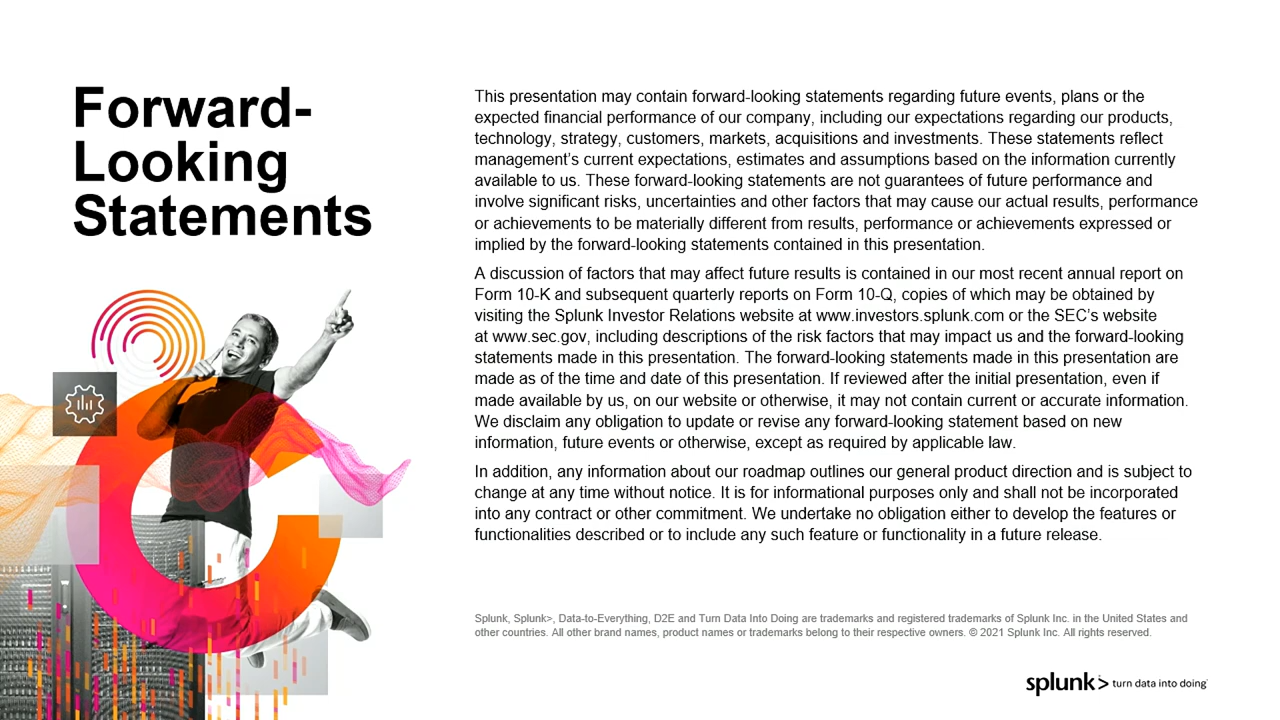 Forward-
Looking
Statements
This presentation may contain forward-looking statements regarding future events, plans or the
expected financial performance of our company, including our expectations regarding our products,
technology, strategy, customers, markets, acquisitions and investments. These statements reflect
management's current expectations, estimates and assumptions based on the information currently
available to us. These forward-looking statements are not guarantees of future performance and
involve significant risks, uncertainties and other factors that may cause our actual results, performance
or achievements to be materially different from results, performance or achievements expressed or
implied by the forward-looking statements contained in this presentation.
A discussion of factors that may affect future results is contained in our most recent annual report on
Form 10-K and subsequent quarterly reports on Form 10-Q, copies of which may be obtained by
visiting the Splunk Investor Relations website at www.investors.splunk.com or the SEC's website
at www.sec.gov, including descriptions of the risk factors that may impact us and the forward-looking
statements made in this presentation. The forward-looking statements made in this presentation are
made as of the time and date of this presentation. If reviewed after the initial presentation, even if
made available by us, on our website or otherwise, it may not contain current or accurate information.
We disclaim any obligation to update or revise any forward-looking statement based on new
information, future events or otherwise, except as required by applicable law.
In addition, any information about our roadmap outlines our general product direction and is subject to
change at any time without notice. It is for informational purposes only and shall not be incorporated
into any contract or other commitment. We undertake no obligation either to develop the features or
functionalities described or to include any such feature or functionality in a future release.
Splunk, Splunk>, Data-to-Everything, D2E and Turn Data Into Doing are trademarks and registered trademarks of Splunk Inc. in the United States and
other countries. All other brand names, product names or trademarks belong to their respective owners. © 2021 Splunk Inc. All rights reserved.
splunk> turn data into doing